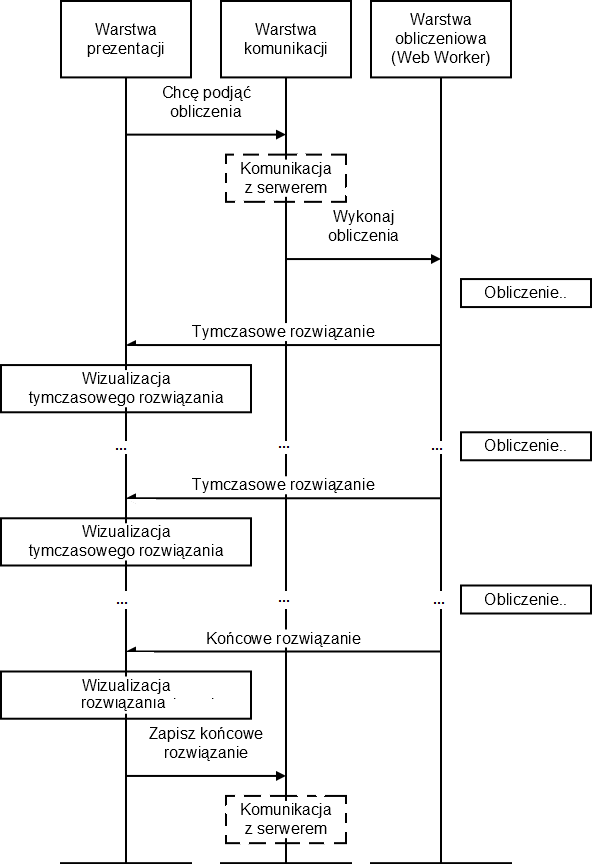 Warstwa
prezentacji
Warstwa
komunikacji
Warstwa
obliczeniowa
(Web Worker)
Chcę podjąć
obliczenia
Komunikacja
z serwerem
Wykonaj
obliczenia
Obliczenie..
Tymczasowe rozwiązanie
Wizualizacja
tymczasowego rozwiązania
... ... ...
Obliczenie..
Tymczasowe rozwiązanie
Wizualizacja
tymczasowego rozwiązania
... ... ...
Obliczenie..
Końcowe rozwiązanie
Wizualizacja
rozwiązania
Zapisz końcowe
rozwiązanie
Komunikacja
z serwerem